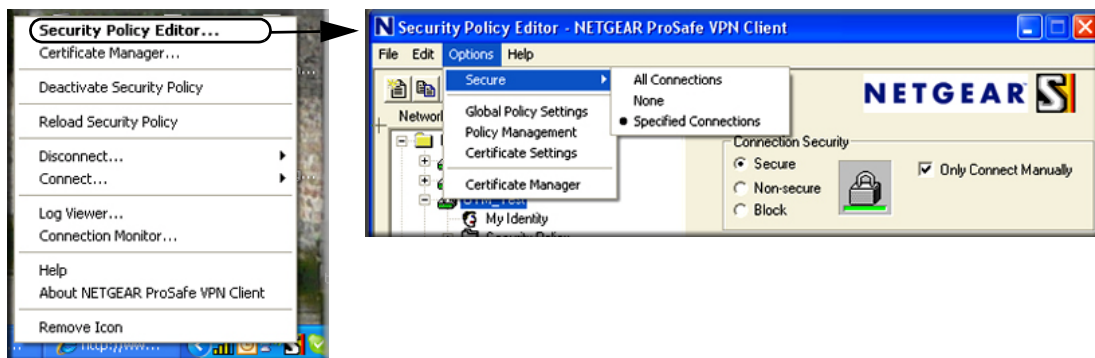 Security Policy Editor...
Certificate Manager...
Deactivate Security Policy
Reload Security Policy
Disconnect...
Connect...
Log Viewer...
Connection Monitor...
Help
About NETGEAR ProSafe VPN Client
Remove Icon
N Security Policy Editor - NETGEAR ProSafe VPN Client
File Edit Options Help
Secure
All Connections
None
Specified Connections
Global Policy Settings
Policy Management
Certificate Settings
Certificate Manager
NETGEAR S
Networ
Connection Security
Secure
Non-secure
Block
Only Connect Manually
My Identity
Security Policy